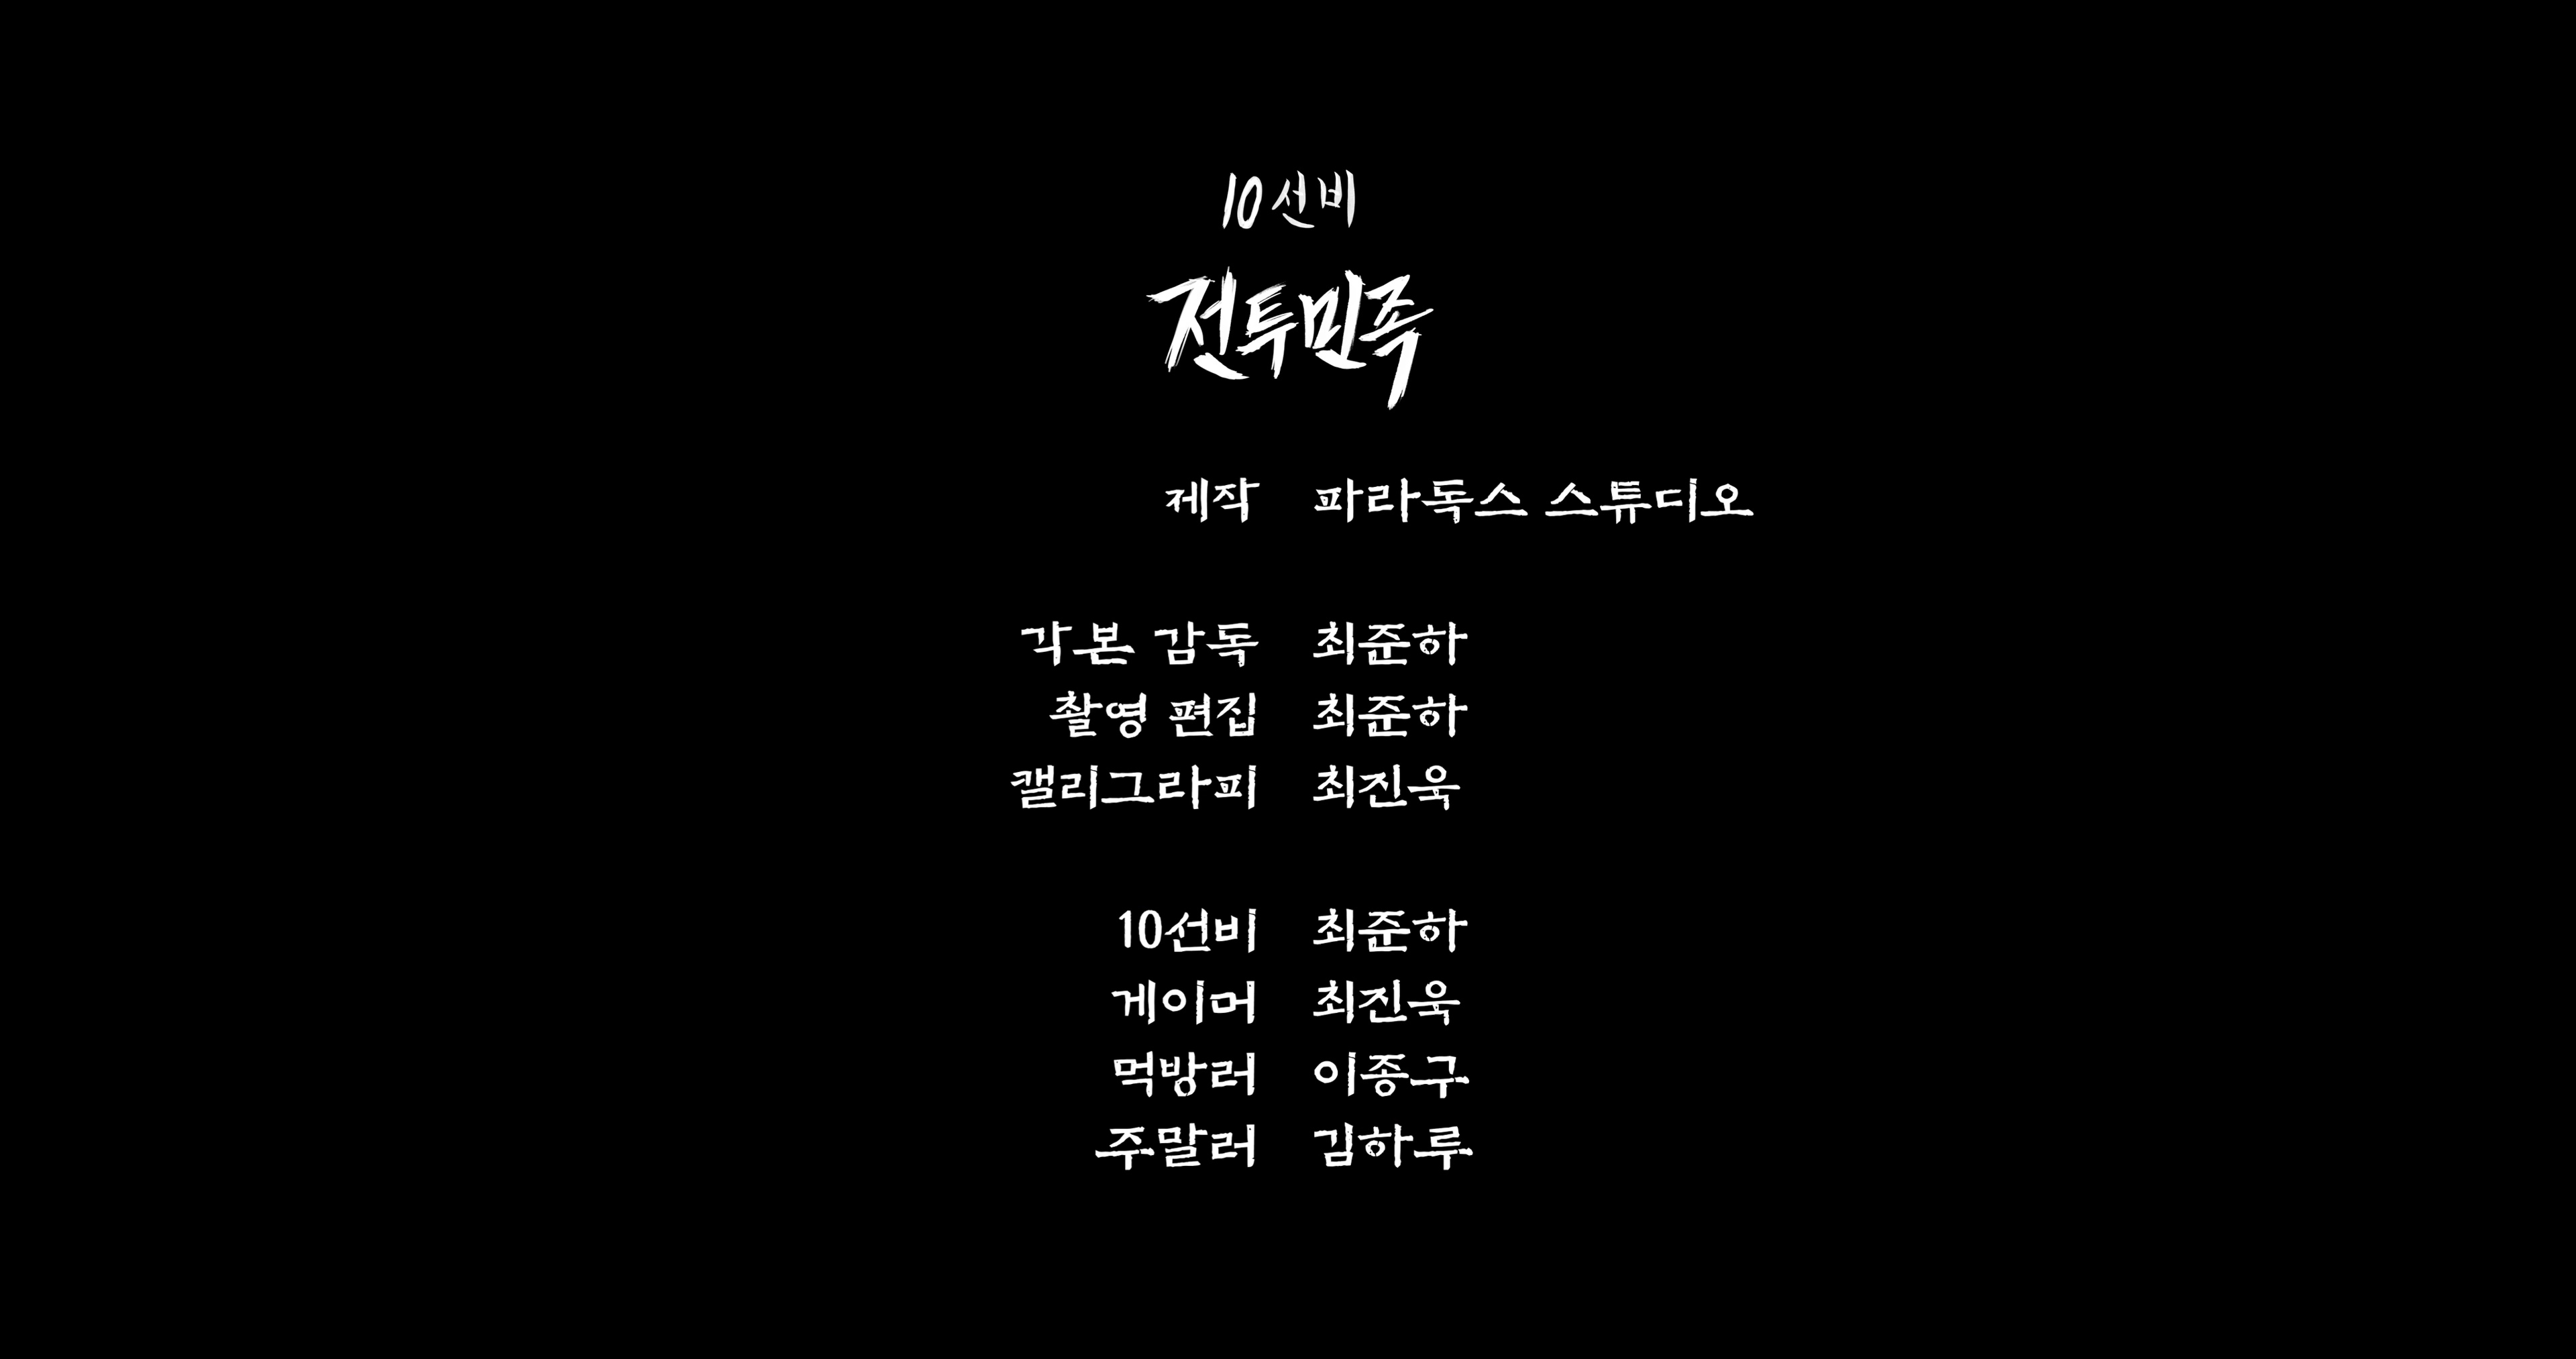 10선비
전투민족
제작 파라독스 스튜디오
각본 감독 최준하
촬영 편집 최준하
캘리그라피 최진욱
10선비 최준하
게이머 최진욱
먹방러 이종구
주말러 김하루